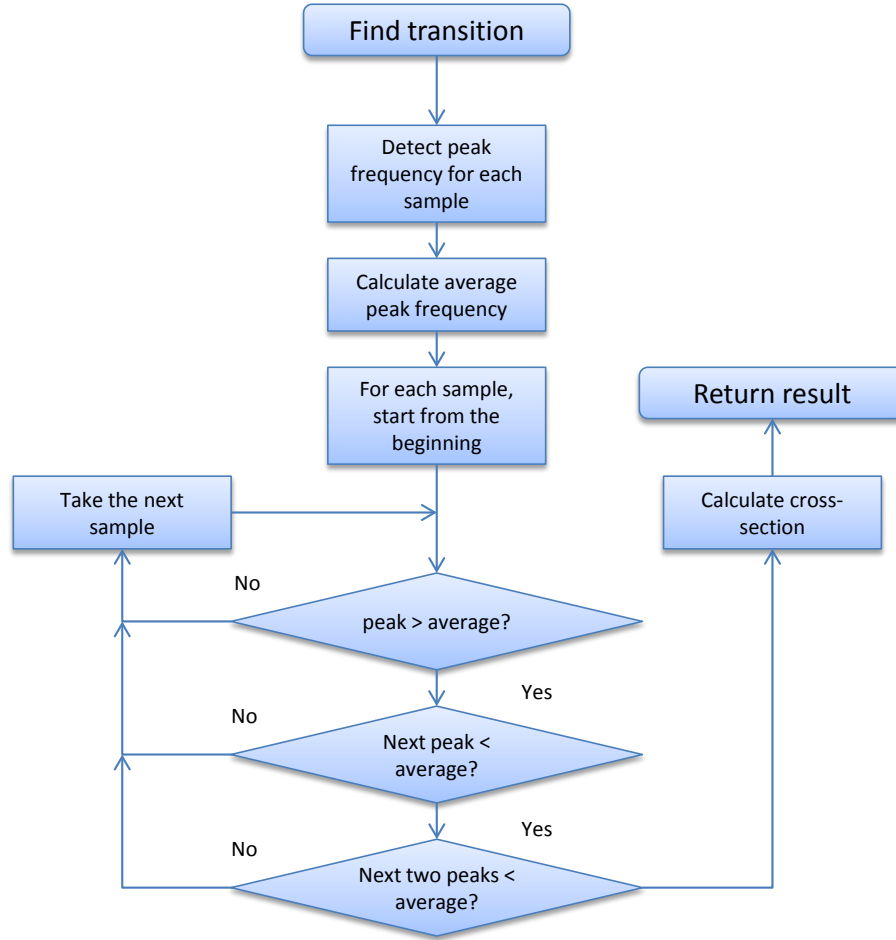 Find transition
Detect peak
frequency for each
sample
Calculate average
peak frequency
For each sample,
start from the
beginning
Return result
Take the next
sample
Calculate cross-
section
No
peak > average?
Yes
No
Next peak <
average?
Yes
No
Next two peaks <
average?